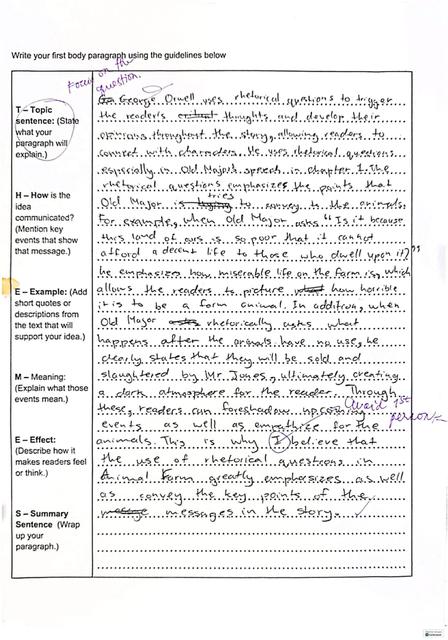 Write your first body paragraph using the guidelines below
Focus on the
question.
T – Topic
sentence: (State
what your
paragraph will
explain.)
H – How is the
idea
communicated?
(Mention key
events that show
that message.)
E – Example: (Add
short quotes or
descriptions from
the text that will
support your idea.)
M – Meaning:
(Explain what those
events mean.)
E – Effect:
(Describe how it
makes readers feel
or think.)
S – Summary
Sentence (Wrap
up your
paragraph.)
George Orwell uses rhetorical questions to trigger
the reader's critical thoughts and develop their
opinions throughout the story, allowing readers to
connect with characters. He uses rhetorical questions
especially in Old Major's speech in chapter 1. The
rhetorical questions emphasizes the points that
Old Major is trying tries to convey to the animals.
For example, when Old Major asks "Is it because
this land of ours is so poor that it cannot
afford a decent life to those who dwell upon it?"
he emphasizes how miserable life on the farm is, which
allows the readers to picture what how horrible
it is to be a farm animal. In addition, when
Old Major asks rhetorically asks what
happens after the animals have no use, he
clearly states that they will be sold and
slaughtered by Mr Jones, ultimately creating
a dark atmosphere for the reader. Through
these, readers can foreshadow upcoming
Avoid 1st
person
events as well as empathize for the
animals. This is why I believe that
the use of rhetorical questions in
Animal Farm greatly emphasizes as well
as convey the key points of the
message messages in the story.